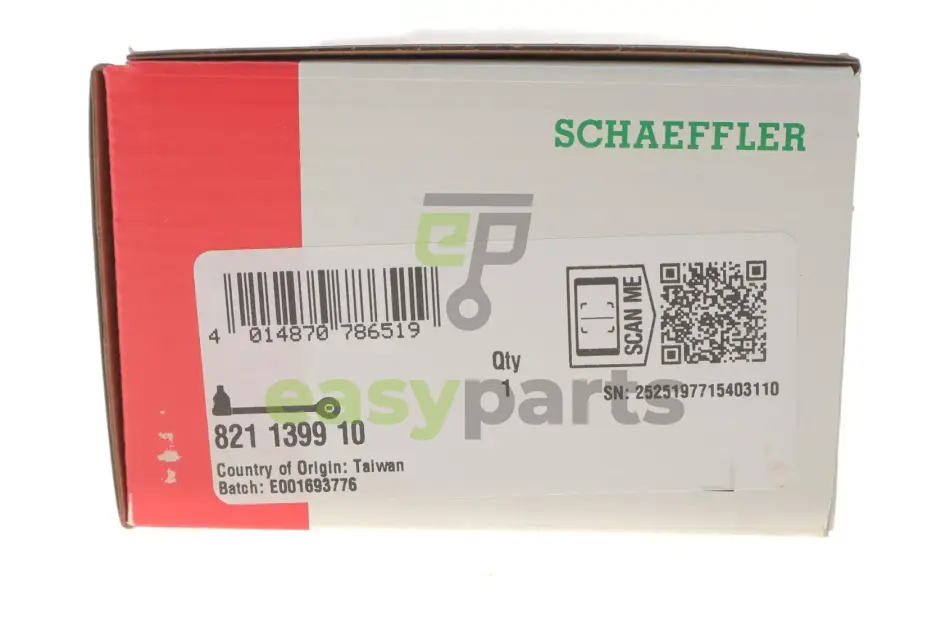 SCHAEFFLER
ep
4 014870 786519
SCAN ME
Qty
1
SN: 2525197715403110
easyparts
821 1399 10
Country of Origin: Taiwan
Batch: E001693776